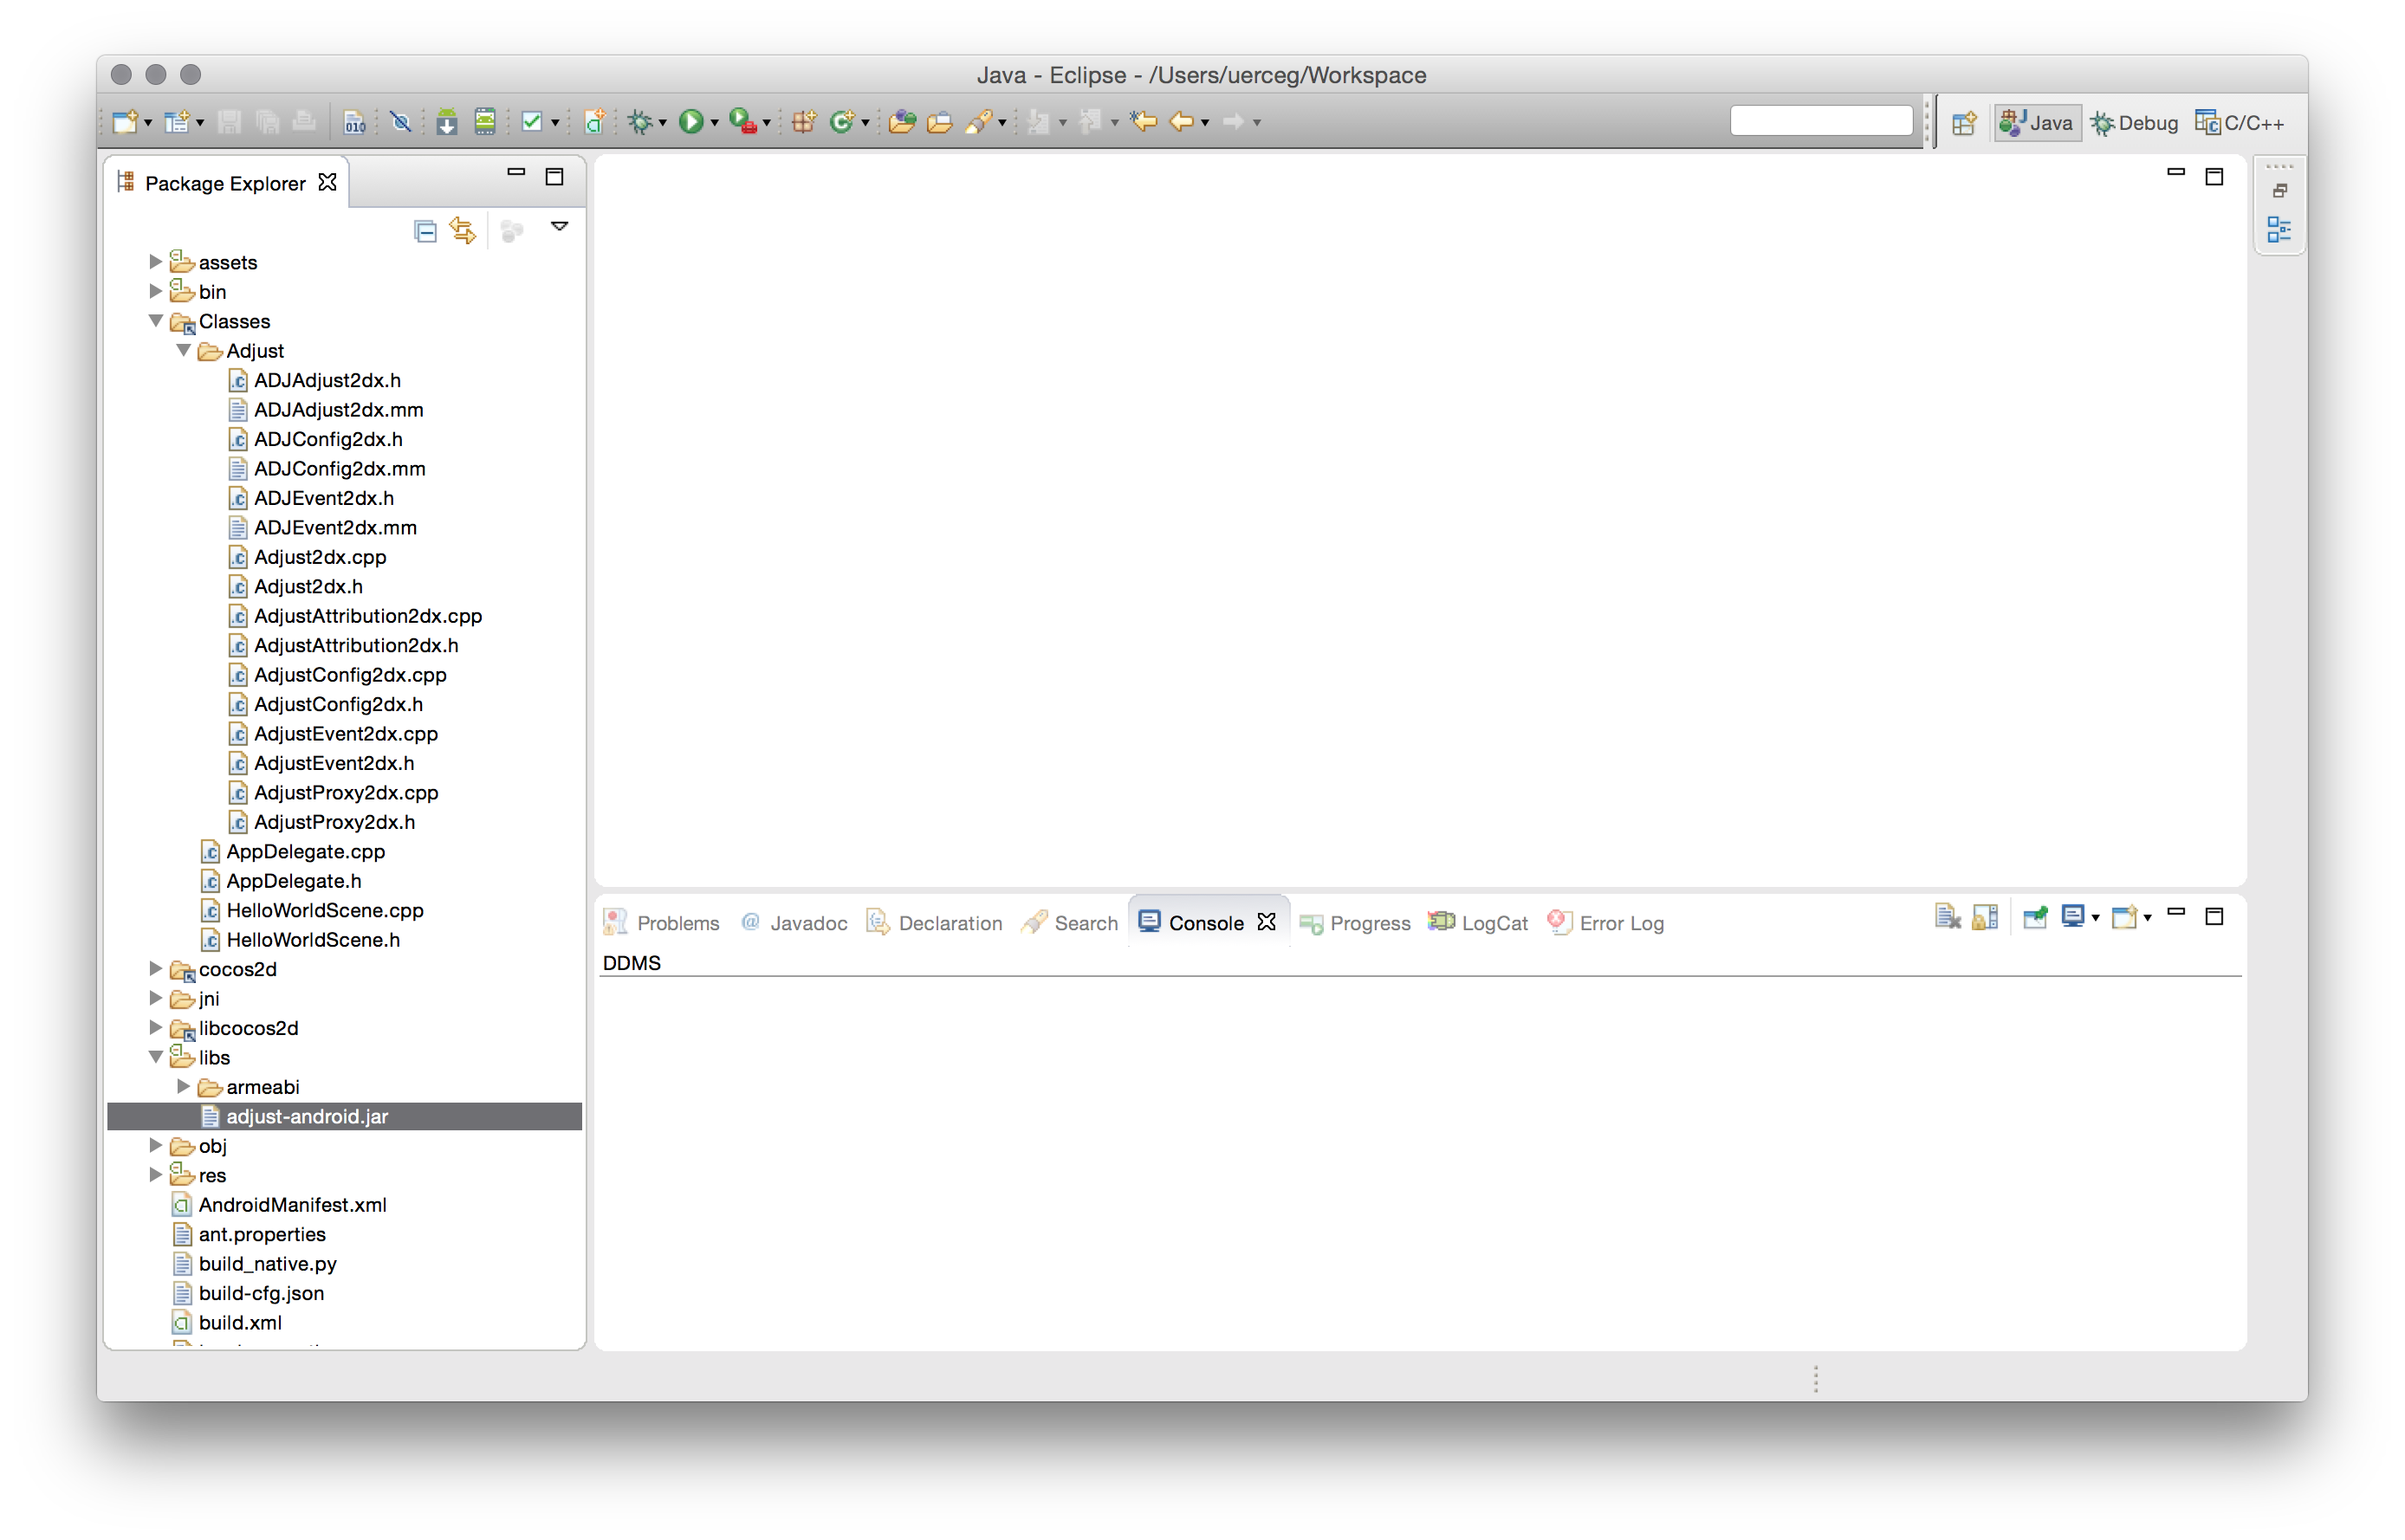 Java - Eclipse - /Users/uerceg/Workspace
Java Debug C/C++
Package Explorer
assets
bin
Classes
Adjust
ADJAdjust2dx.h
ADJAdjust2dx.mm
ADJConfig2dx.h
ADJConfig2dx.mm
ADJEvent2dx.h
ADJEvent2dx.mm
Adjust2dx.cpp
Adjust2dx.h
AdjustAttribution2dx.cpp
AdjustAttribution2dx.h
AdjustConfig2dx.cpp
AdjustConfig2dx.h
AdjustEvent2dx.cpp
AdjustEvent2dx.h
AdjustProxy2dx.cpp
AdjustProxy2dx.h
AppDelegate.cpp
AppDelegate.h
HelloWorldScene.cpp
HelloWorldScene.h
cocos2d
jni
libcocos2d
libs
armeabi
adjust-android.jar
obj
res
AndroidManifest.xml
ant.properties
build_native.py
build-cfg.json
build.xml
Problems @ Javadoc Declaration Search Console Progress LogCat Error Log
DDMS